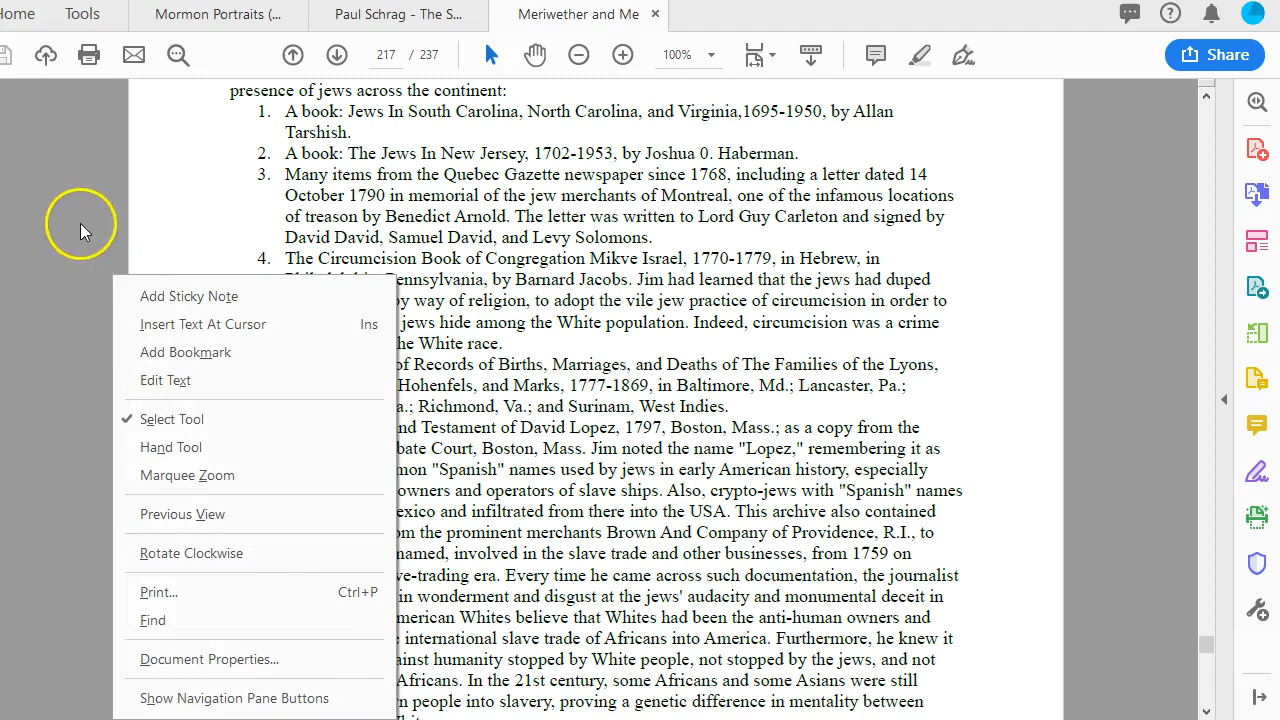 Home
Tools
Mormon Portraits (...
Paul Schrag - The S...
Meriwether and Me
217 / 237
100%
Share
presence of jews across the continent:
1. A book: Jews In South Carolina, North Carolina, and Virginia,1695-1950, by Allan
Tarshish.
2. A book: The Jews In New Jersey, 1702-1953, by Joshua 0. Haberman.
3. Many items from the Quebec Gazette newspaper since 1768, including a letter dated 14
October 1790 in memorial of the jew merchants of Montreal, one of the infamous locations
of treason by Benedict Arnold. The letter was written to Lord Guy Carleton and signed by
David David, Samuel David, and Levy Solomons.
4. The Circumcision Book of Congregation Mikve Israel, 1770-1779, in Hebrew, in
Pennsylvania, by Barnard Jacobs. Jim had learned that the jews had duped
by way of religion, to adopt the vile jew practice of circumcision in order to
jews hide among the White population. Indeed, circumcision was a crime
the White race.
of Records of Births, Marriages, and Deaths of The Families of the Lyons,
Hohenfels, and Marks, 1777-1869, in Baltimore, Md.; Lancaster, Pa.;
a.; Richmond, Va.; and Surinam, West Indies.
nd Testament of David Lopez, 1797, Boston, Mass.; as a copy from the
bate Court, Boston, Mass. Jim noted the name "Lopez," remembering it as
mon "Spanish" names used by jews in early American history, especially
owners and operators of slave ships. Also, crypto-jews with "Spanish" names
exico and infiltrated from there into the USA. This archive also contained
om the prominent merchants Brown And Company of Providence, R.I., to
named, involved in the slave trade and other businesses, from 1759 on
ve-trading era. Every time he came across such documentation, the journalist
in wonderment and disgust at the jews' audacity and monumental deceit in
merican Whites believe that Whites had been the anti-human owners and
e international slave trade of Africans into America. Furthermore, he knew it
ainst humanity stopped by White people, not stopped by the jews, and not
Africans. In the 21st century, some Africans and some Asians were still
n people into slavery, proving a genetic difference in mentality between
Add Sticky Note
Insert Text At Cursor Ins
Add Bookmark
Edit Text
Select Tool
Hand Tool
Marquee Zoom
Previous View
Rotate Clockwise
Print... Ctrl+P
Find
Document Properties...
Show Navigation Pane Buttons